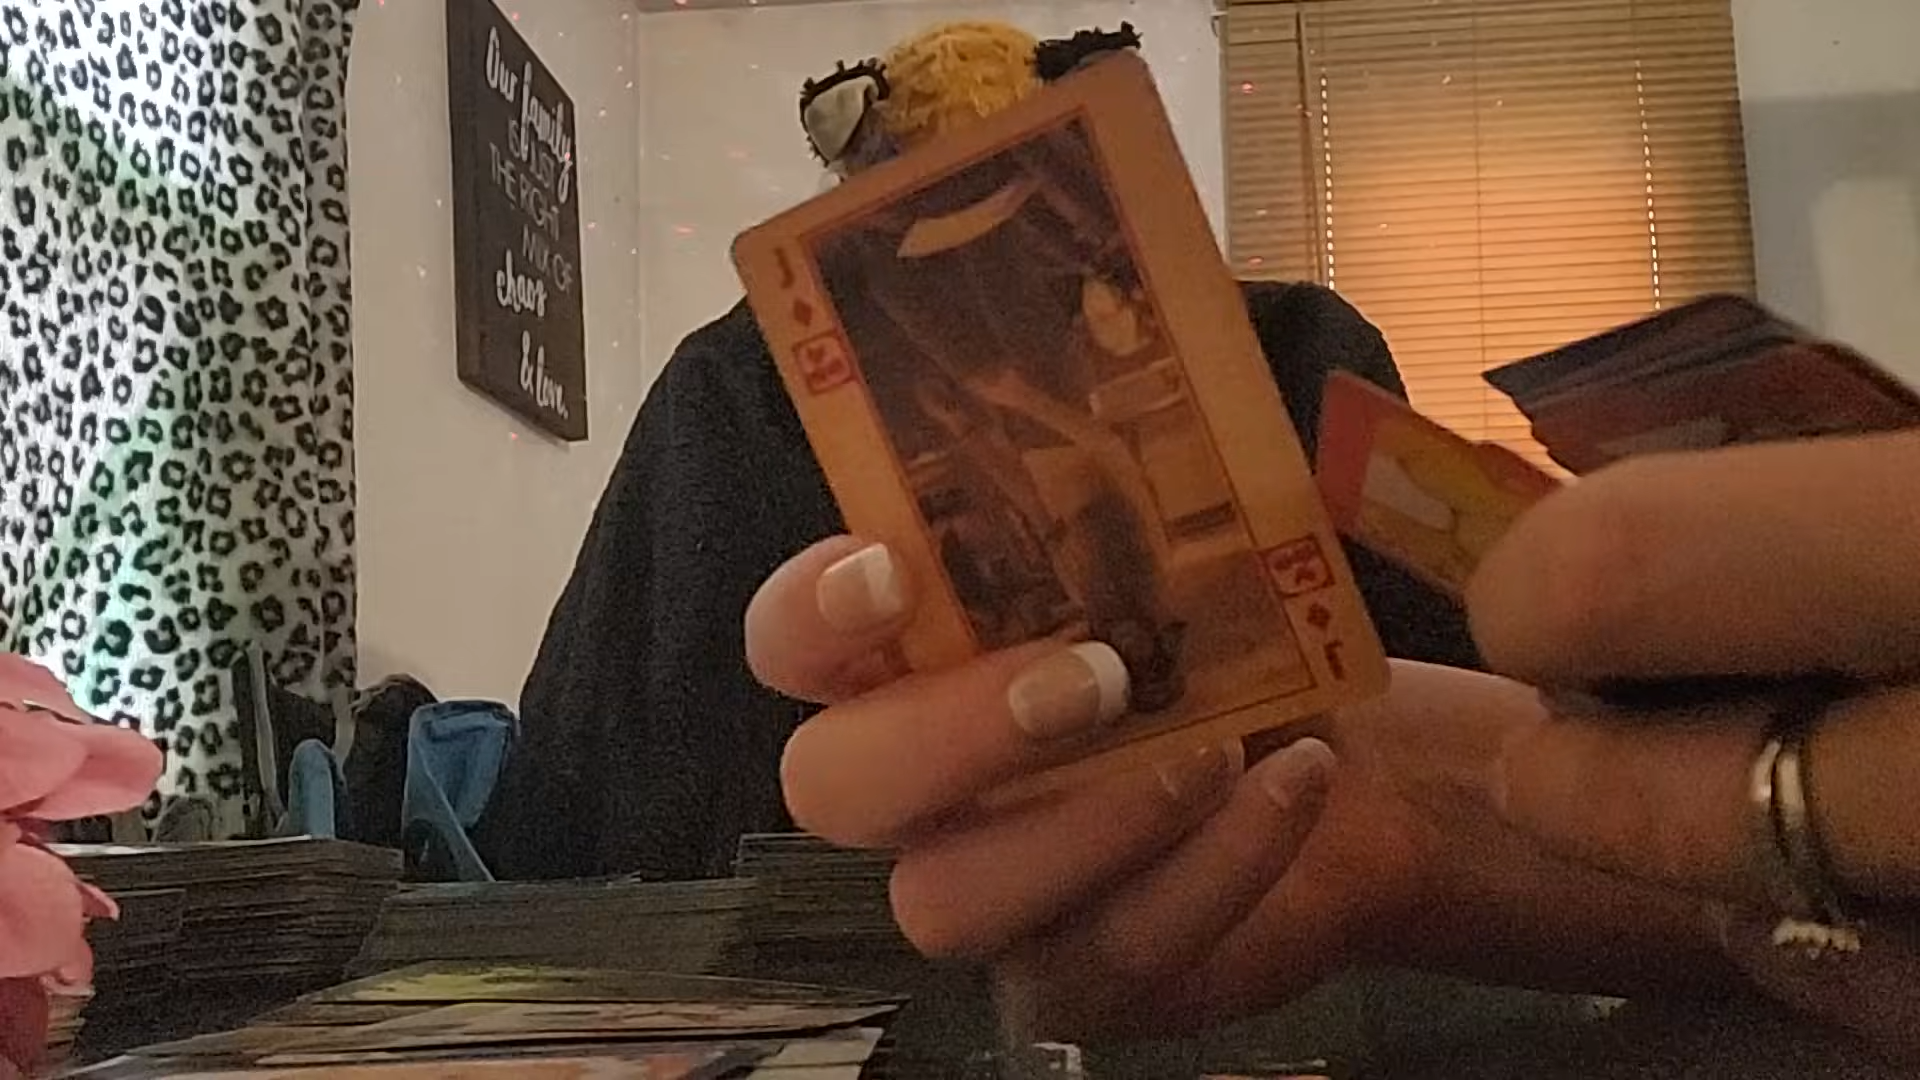 Our family
IS JUST
THE RIGHT
MIX OF
chaos
& love.
J
J